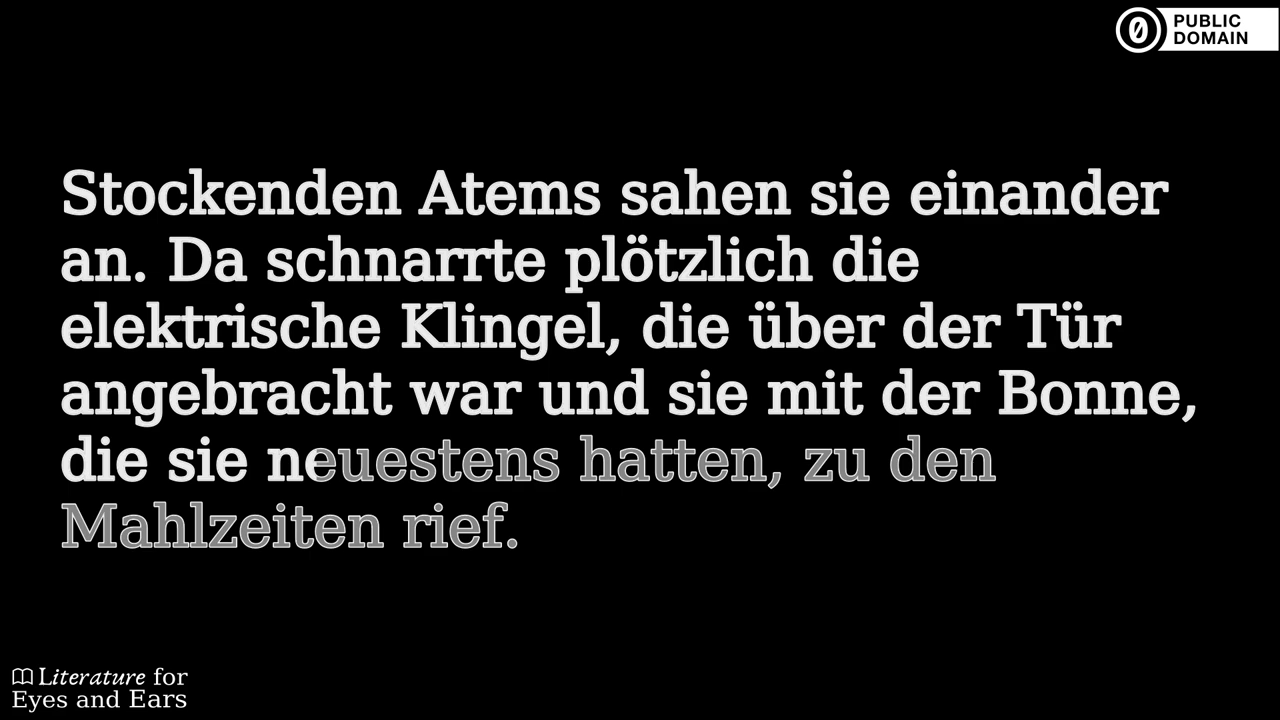 PUBLIC
DOMAIN
Stockenden Atems sahen sie einander
an. Da schnarrte plötzlich die
elektrische Klingel, die über der Tür
angebracht war und sie mit der Bonne,
die sie neuestens hatten, zu den
Mahlzeiten rief.
Literature for
Eyes and Ears